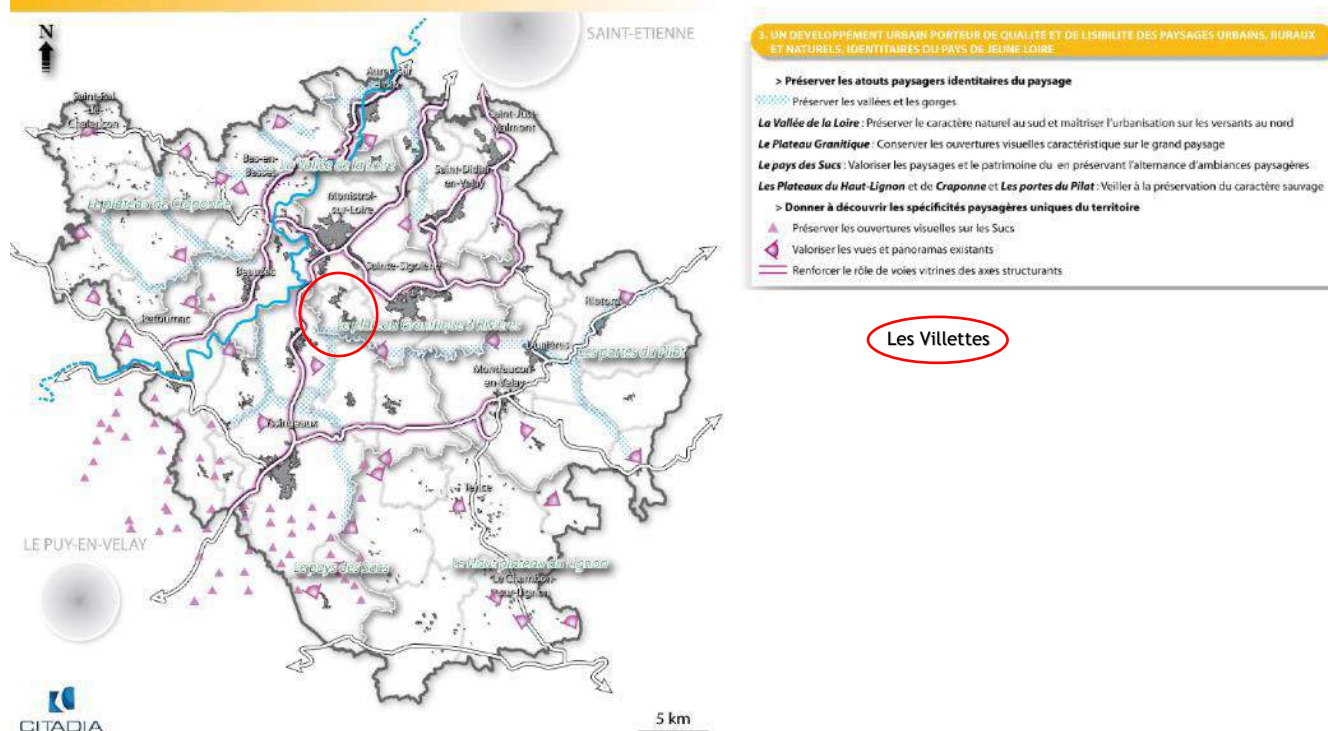 N
SAINT-ETIENNE
Aurec-sur
-Loire
Saint-Pal
-de-
Chalencon
Saint-Just
Malmont
La Vallée de la Loire
Bas-en-
Basset
Saint-Didier
-en-Velay
Le plateau de Craponne
Monistrol
-sur-Loire
Sainte-Sigolène
Beauzac
Retournac
Riotord
Le plateau Granitique à Rivières
Dunières
Les portes du Pilat
Montfaucon
-en-Velay
Yssingeaux
Tence
LE PUY-EN-VELAY
Le pays des Sucs
Le Haut plateau du Lignon
Le Chambon-
sur-Lignon
CITADIA
5 km
3. UN DEVELOPPEMENT URBAIN PORTEUR DE QUALITE ET DE LISIBILITE DES PAYSAGES URBAINS, RURAUX
ET NATURELS, IDENTITAIRES DU PAYS DE JEUNE LOIRE
> Préserver les atouts paysagers identitaires du paysage
Préserver les vallées et les gorges
La Vallée de la Loire : Préserver le caractère naturel au sud et maîtriser l'urbanisation sur les versants au nord
Le Plateau Granitique : Conserver les ouvertures visuelles caractéristique sur le grand paysage
Le pays des Sucs : Valoriser les paysages et le patrimoine du en préservant l'alternance d'ambiances paysagères
Les Plateaux du Haut-Lignon et de Craponne et Les portes du Pilat : Veiller à la préservation du caractère sauvage
> Donner à découvrir les spécificités paysagères uniques du territoire
Préserver les ouvertures visuelles sur les Sucs
Valoriser les vues et panoramas existants
Renforcer le rôle de voies vitrines des axes structurants
Les Villettes